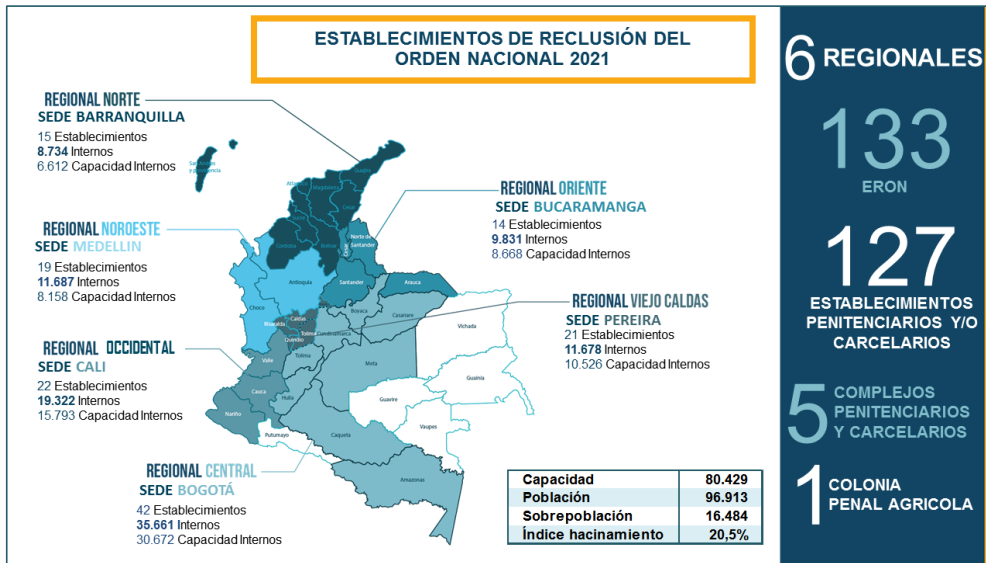 ESTABLECIMIENTOS DE RECLUSIÓN DEL
ORDEN NACIONAL 2021
REGIONAL NORTE
SEDE BARRANQUILLA
15 Establecimientos
8.734 Internos
6.612 Capacidad Internos
REGIONAL NOROESTE
SEDE MEDELLIN
19 Establecimientos
11.687 Internos
8.158 Capacidad Internos
REGIONAL OCCIDENTAL
SEDE CALI
22 Establecimientos
19.322 Internos
15.793 Capacidad Internos
REGIONAL CENTRAL
SEDE BOGOTÁ
42 Establecimientos
35.661 Internos
30.672 Capacidad Internos
REGIONAL ORIENTE
SEDE BUCARAMANGA
14 Establecimientos
9.831 Internos
8.668 Capacidad Internos
REGIONAL VIEJO CALDAS
SEDE PEREIRA
21 Establecimientos
11.678 Internos
10.526 Capacidad Internos
Guajira
Magdalena
Cesar
Bolivar
Cordoba
Norte de
Santander
Antioquia
Santander
Arauca
Choco
Boyaca
Casanare
Vichada
Caldas
Risaralda
Quindio
Cundinamarca
Tolima
Meta
Valle
Guainia
Huila
Cauca
Guavire
Nariño
Vaupes
Putumayo
Caqueta
Amazonas
Capacidad 80.429
Población 96.913
Sobrepoblación 16.484
Índice hacinamiento 20,5%
6 REGIONALES
133
ERON
127
ESTABLECIMIENTOS
PENITENCIARIOS Y/O
CARCELARIOS
5 COMPLEJOS
PENITENCIARIOS
Y CARCELARIOS
1 COLONIA
PENAL AGRICOLA